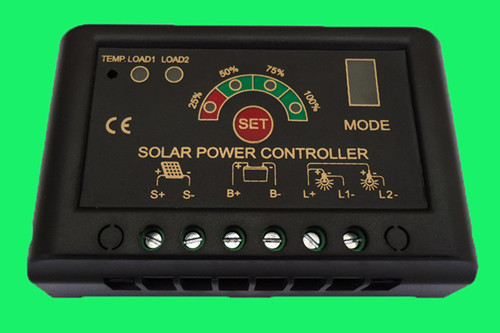 TEMP. LOAD1 LOAD2
25% 50% 75% 100%
SET
CE
MODE
SOLAR POWER CONTROLLER
+ - + - + - -
S+ S- B+ B- L+ L1- L2-